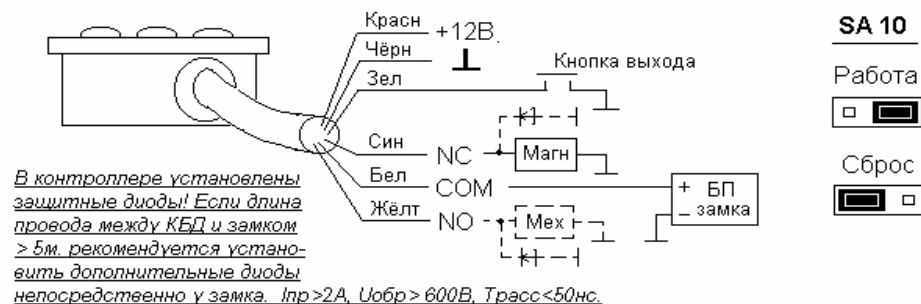 Красн +12В.
Чёрн
Зел
Кнопка выхода
Син NC Магн
Бел COM + БП
– замка
Жёлт NO Мех
В контроллере установлены
защитные диоды! Если длина
провода между КБД и замком
> 5м. рекомендуется устано-
вить дополнительные диоды
непосредственно у замка. Iпр>2А, Uобр> 600В, Трасс<50нс.
SA 10
Работа
Сброс